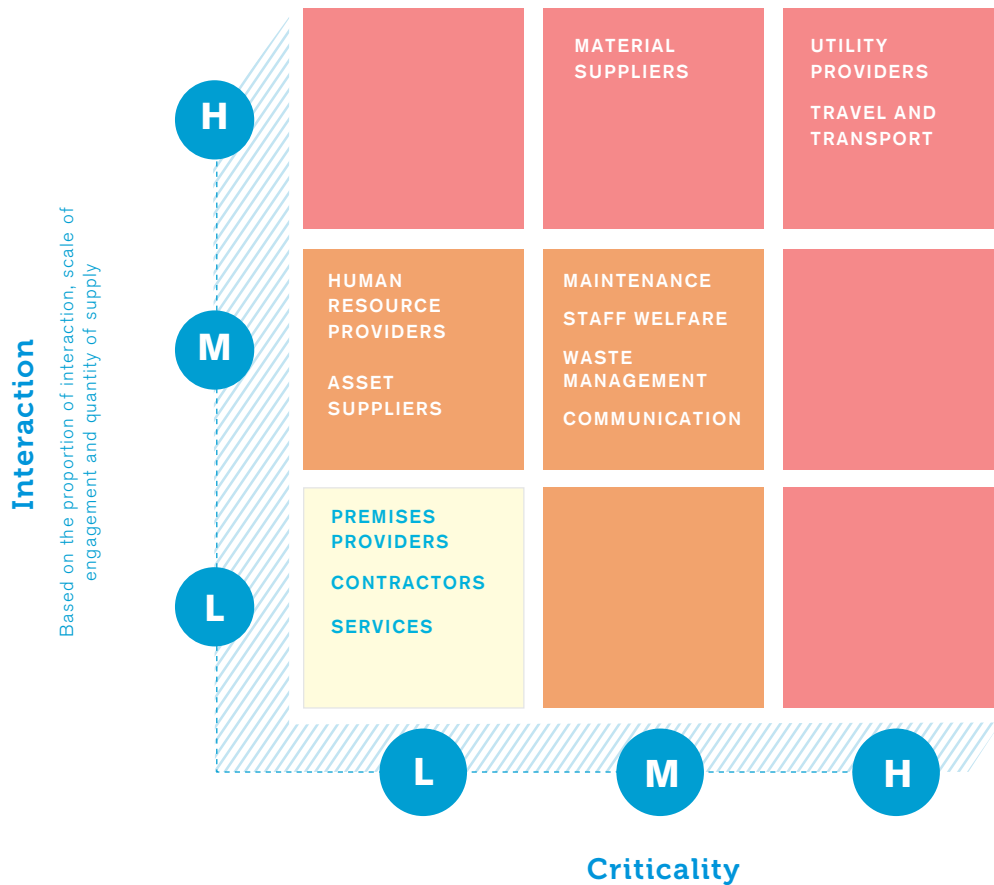 Interaction
Based on the proportion of interaction, scale of
engagement and quantity of supply
H
M
L
MATERIAL
SUPPLIERS
UTILITY
PROVIDERS
TRAVEL AND
TRANSPORT
HUMAN
RESOURCE
PROVIDERS
ASSET
SUPPLIERS
MAINTENANCE
STAFF WELFARE
WASTE
MANAGEMENT
COMMUNICATION
PREMISES
PROVIDERS
CONTRACTORS
SERVICES
L
M
H
Criticality